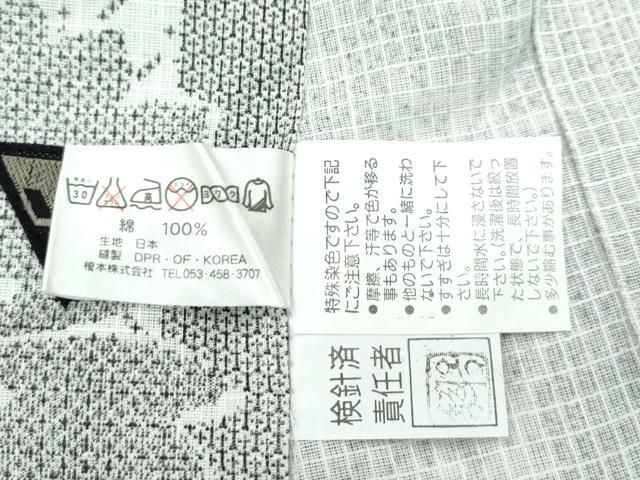 30
高
綿　100%
生地　日本
縫製　DPR・OF・KOREA
榎本株式会社 TEL053-458-3707
特殊染色ですので下記
にご注意下さい。
●摩擦、汗等で色が移る
事もあります。
●他のものと一緒に洗わ
ないで下さい。
●すすぎは十分にして下
さい。
●長時間水に浸さないで
下さい。(洗濯後は絞っ
た状態で、長時間放置
しないで下さい。)
●多少縮む事があります。
検針済
責任者